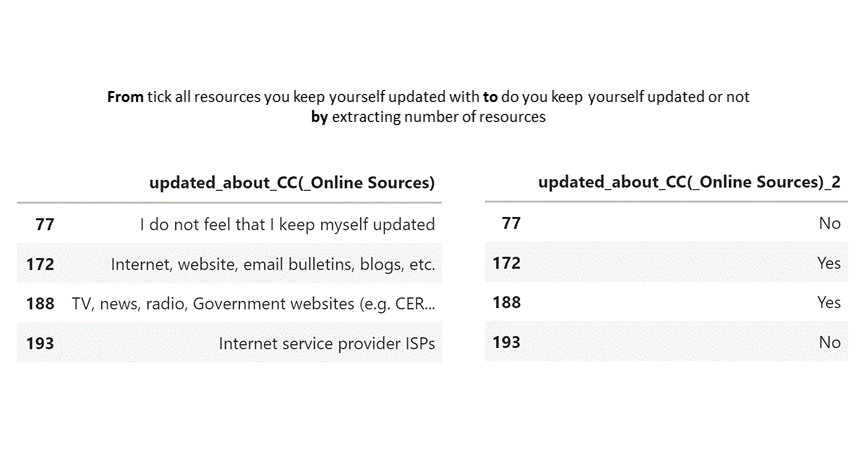 From tick all resources you keep yourself updated with to do you keep yourself updated or not
by extracting number of resources
updated_about_CC(_Online Sources)
77 I do not feel that I keep myself updated
172 Internet, website, email bulletins, blogs, etc.
188 TV, news, radio, Government websites (e.g. CER...
193 Internet service provider ISPs
updated_about_CC(_Online Sources)_2
77 No
172 Yes
188 Yes
193 No